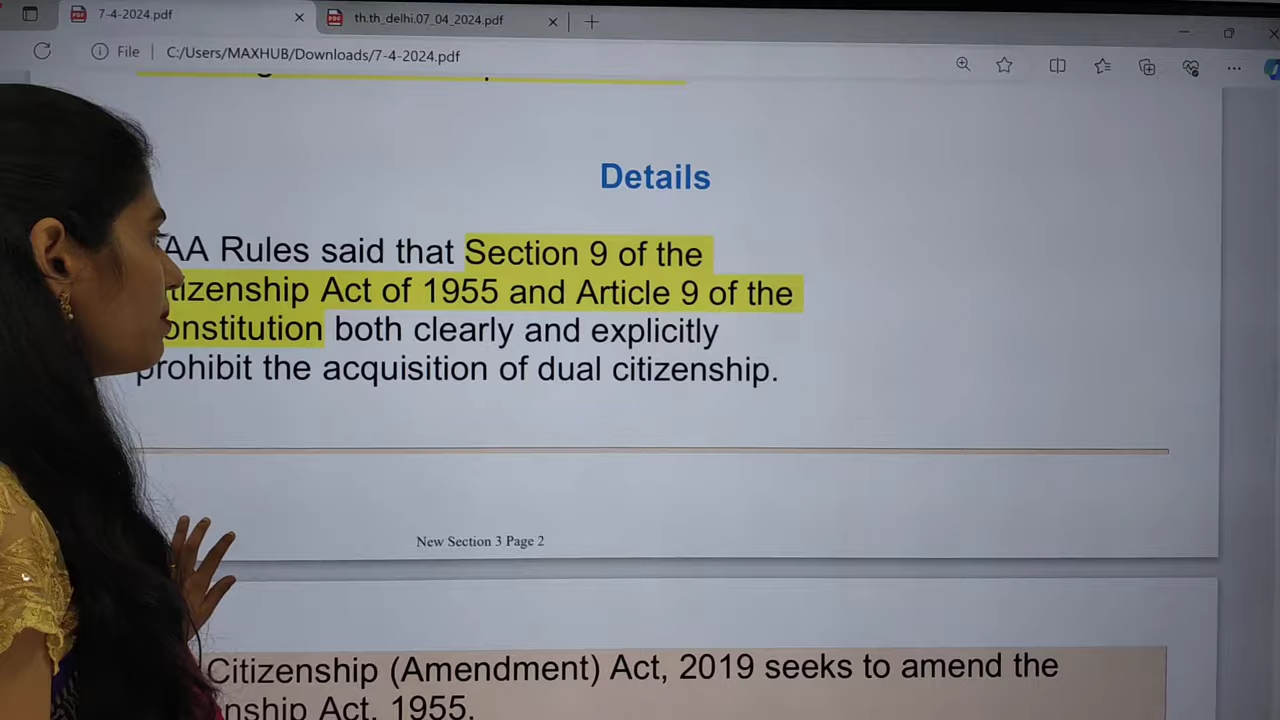 7-4-2024.pdf
th.th_delhi.07_04_2024.pdf
File
C:/Users/MAXHUB/Downloads/7-4-2024.pdf
Details
AA Rules said that Section 9 of the
tizenship Act of 1955 and Article 9 of the
onstitution both clearly and explicitly
prohibit the acquisition of dual citizenship.
New Section 3 Page 2
Citizenship (Amendment) Act, 2019 seeks to amend the
nship Act, 1955.